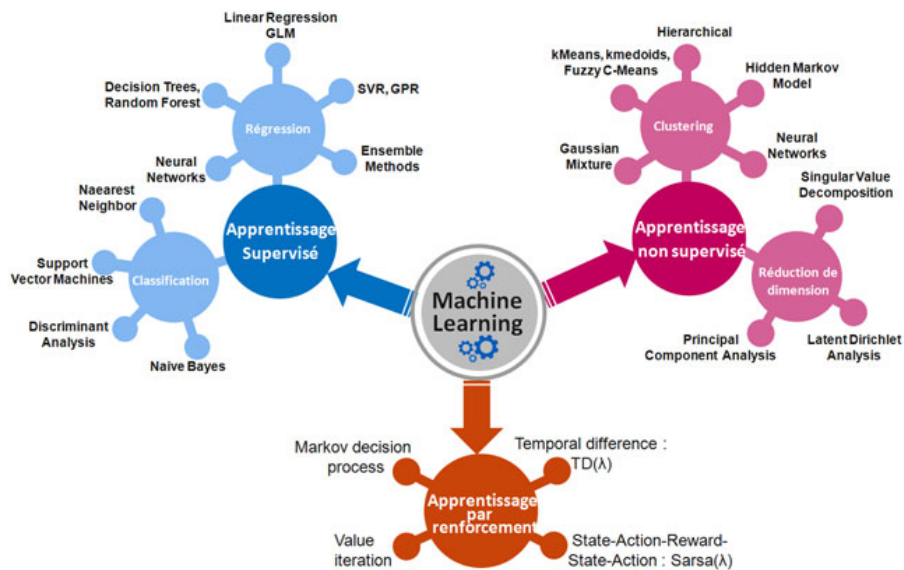 Linear Regression
GLM
Decision Trees,
Random Forest
SVR, GPR
Régression
Neural
Networks
Ensemble
Methods
Naearest
Neighbor
Apprentissage
Supervisé
Support
Vector Machines
Classification
Discriminant
Analysis
Naive Bayes
Hierarchical
kMeans, kmedoids,
Fuzzy C-Means
Hidden Markov
Model
Clustering
Gaussian
Mixture
Neural
Networks
Singular Value
Decomposition
Apprentissage
non supervisé
Réduction de
dimension
Principal
Component Analysis
Latent Dirichlet
Analysis
Machine
Learning
Markov decision
process
Temporal difference :
TD(λ)
Apprentissage
par
renforcement
Value
iteration
State-Action-Reward-
State-Action : Sarsa(λ)